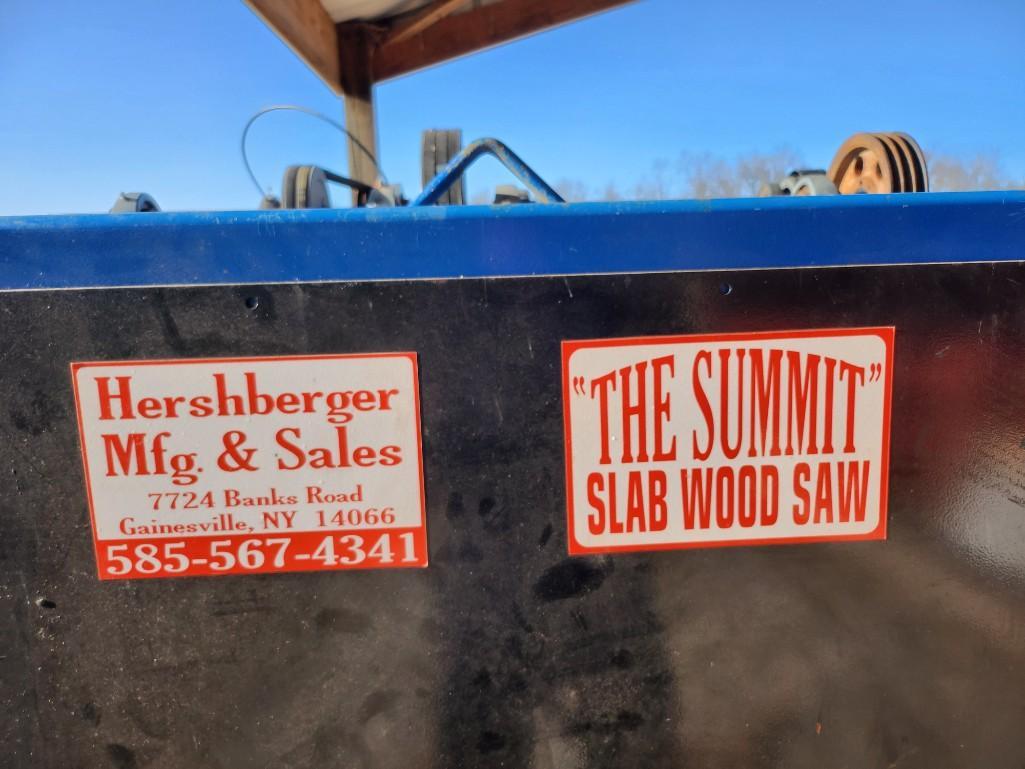 Hershberger
Mfg. & Sales
7724 Banks Road
Gainesville, NY 14066
585-567-4341
"THE SUMMIT"
SLAB WOOD SAW